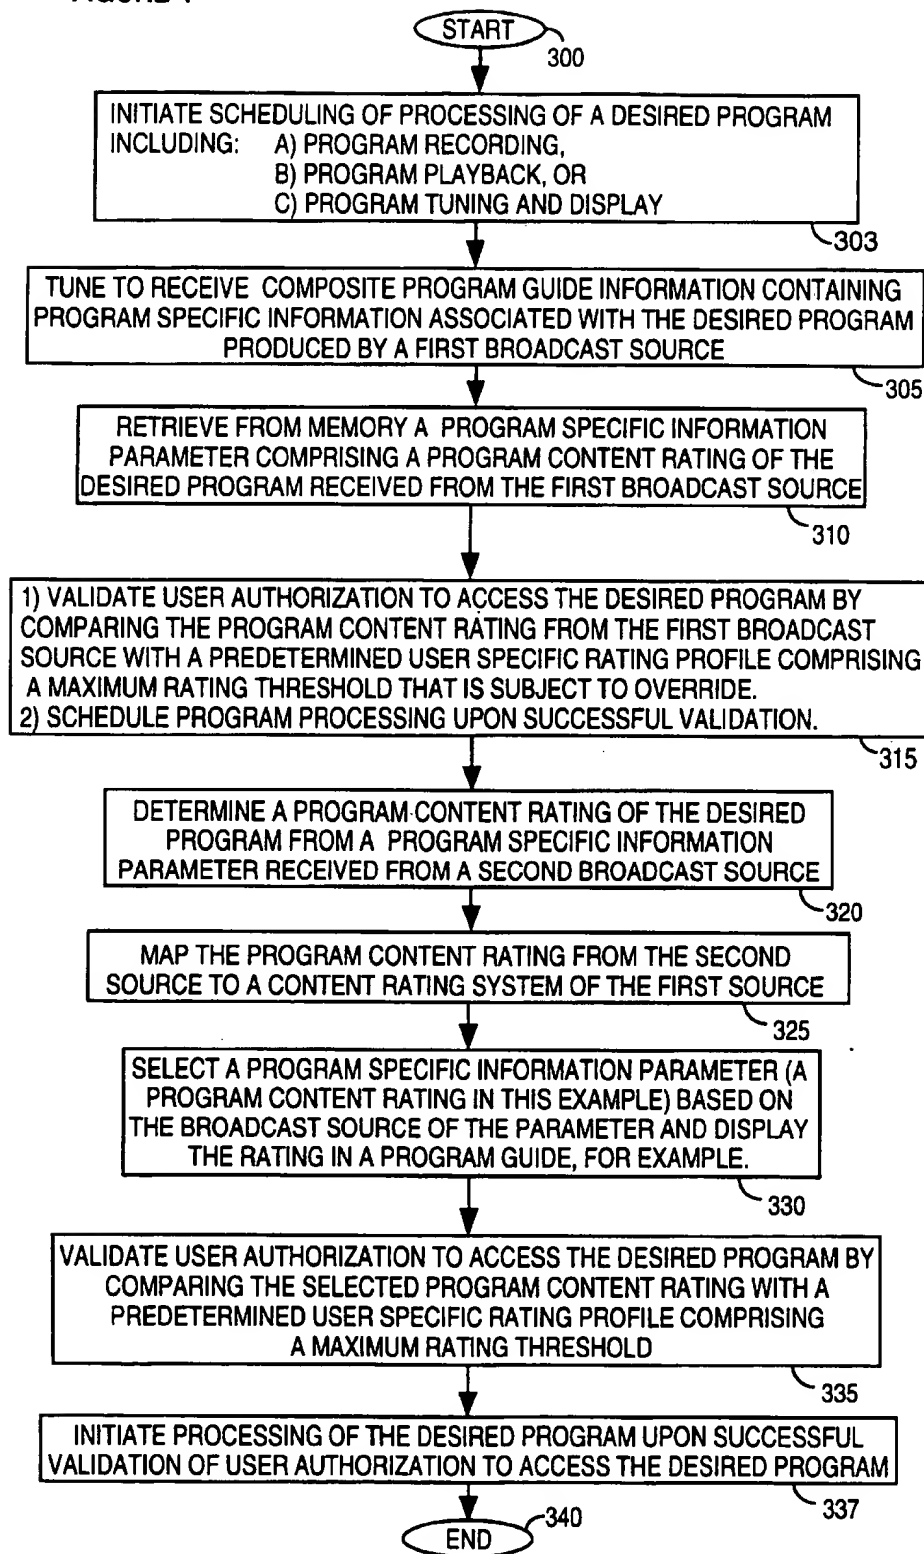 START
300
INITIATE SCHEDULING OF PROCESSING OF A DESIRED PROGRAM
INCLUDING: A) PROGRAM RECORDING,
B) PROGRAM PLAYBACK, OR
C) PROGRAM TUNING AND DISPLAY
303
TUNE TO RECEIVE COMPOSITE PROGRAM GUIDE INFORMATION CONTAINING
PROGRAM SPECIFIC INFORMATION ASSOCIATED WITH THE DESIRED PROGRAM
PRODUCED BY A FIRST BROADCAST SOURCE
305
RETRIEVE FROM MEMORY A PROGRAM SPECIFIC INFORMATION
PARAMETER COMPRISING A PROGRAM CONTENT RATING OF THE
DESIRED PROGRAM RECEIVED FROM THE FIRST BROADCAST SOURCE
310
1) VALIDATE USER AUTHORIZATION TO ACCESS THE DESIRED PROGRAM BY
COMPARING THE PROGRAM CONTENT RATING FROM THE FIRST BROADCAST
SOURCE WITH A PREDETERMINED USER SPECIFIC RATING PROFILE COMPRISING
A MAXIMUM RATING THRESHOLD THAT IS SUBJECT TO OVERRIDE.
2) SCHEDULE PROGRAM PROCESSING UPON SUCCESSFUL VALIDATION.
315
DETERMINE A PROGRAM CONTENT RATING OF THE DESIRED
PROGRAM FROM A PROGRAM SPECIFIC INFORMATION
PARAMETER RECEIVED FROM A SECOND BROADCAST SOURCE
320
MAP THE PROGRAM CONTENT RATING FROM THE SECOND
SOURCE TO A CONTENT RATING SYSTEM OF THE FIRST SOURCE
325
SELECT A PROGRAM SPECIFIC INFORMATION PARAMETER (A
PROGRAM CONTENT RATING IN THIS EXAMPLE) BASED ON
THE BROADCAST SOURCE OF THE PARAMETER AND DISPLAY
THE RATING IN A PROGRAM GUIDE, FOR EXAMPLE.
330
VALIDATE USER AUTHORIZATION TO ACCESS THE DESIRED PROGRAM BY
COMPARING THE SELECTED PROGRAM CONTENT RATING WITH A
PREDETERMINED USER SPECIFIC RATING PROFILE COMPRISING
A MAXIMUM RATING THRESHOLD
335
INITIATE PROCESSING OF THE DESIRED PROGRAM UPON SUCCESSFUL
VALIDATION OF USER AUTHORIZATION TO ACCESS THE DESIRED PROGRAM
337
END
340